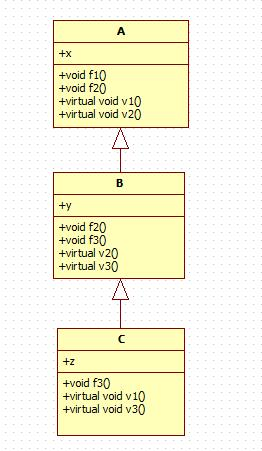 A
+x
+void f1()
+void f2()
+virtual void v1()
+virtual void v2()
B
+y
+void f2()
+void f3()
+virtual v2()
+virtual v3()
C
+z
+void f3()
+virtual void v1()
+virtual void v3()